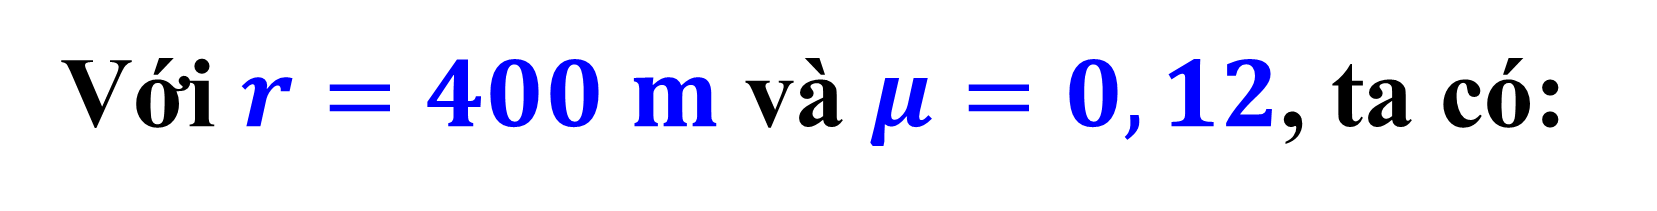 Với r = 400 m và μ = 0,12, ta có: